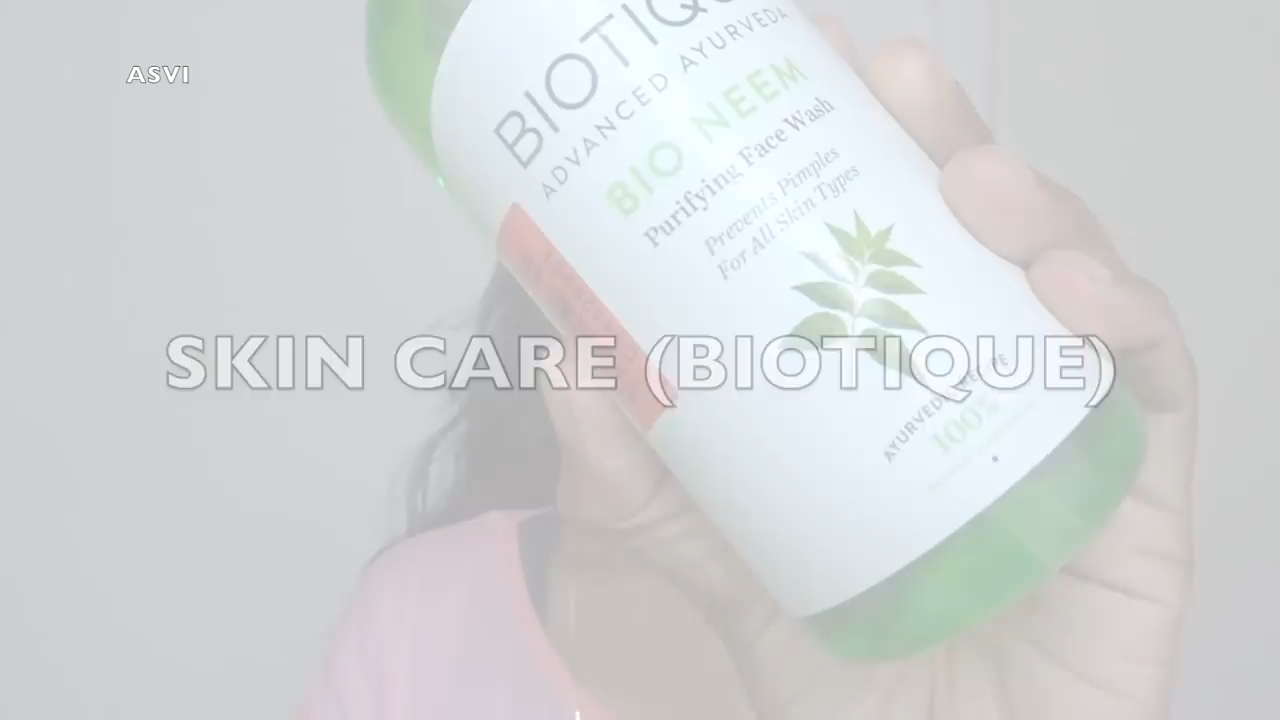 ASVI
BIOTIQU
ADVANCED AYURVEDA
BIO NEEM
Purifying Face Wash
Prevents Pimples
For All Skin Types
SKIN CARE (BIOTIQUE)
AYURVEDIC RECIPE
100%